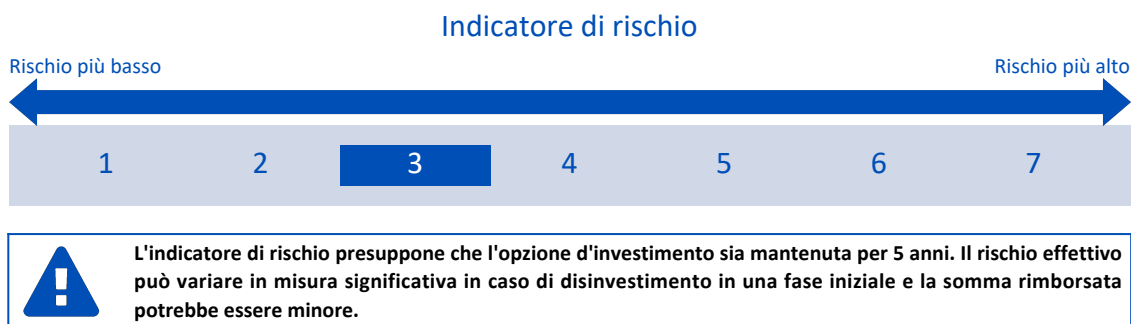 Indicatore di rischio
Rischio più basso
Rischio più alto
1 2 3 4 5 6 7
L'indicatore di rischio presuppone che l'opzione d'investimento sia mantenuta per 5 anni. Il rischio effettivo
può variare in misura significativa in caso di disinvestimento in una fase iniziale e la somma rimborsata
potrebbe essere minore.